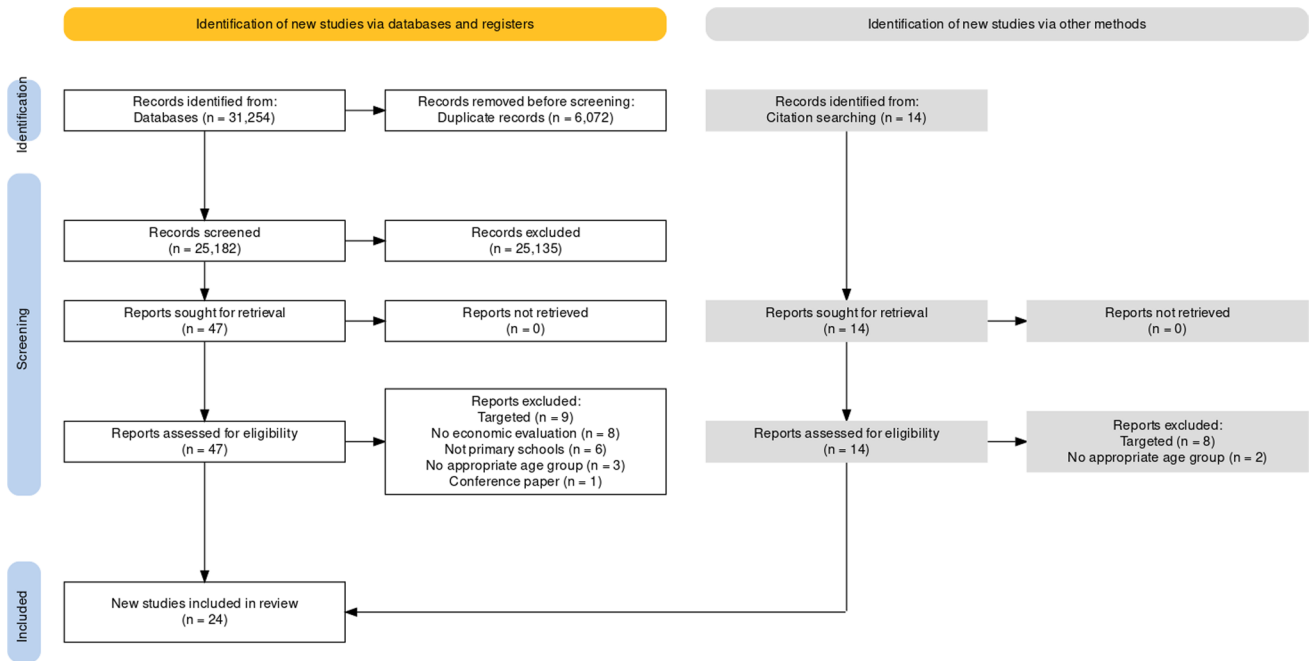 Identification of new studies via databases and registers
Identification of new studies via other methods
Identification
Records identified from:
Databases (n = 31,254)
Records removed before screening:
Duplicate records (n = 6,072)
Records identified from:
Citation searching (n = 14)
Screening
Records screened
(n = 25,182)
Records excluded
(n = 25,135)
Reports sought for retrieval
(n = 47)
Reports not retrieved
(n = 0)
Reports sought for retrieval
(n = 14)
Reports not retrieved
(n = 0)
Reports assessed for eligibility
(n = 47)
Reports excluded:
Targeted (n = 9)
No economic evaluation (n = 8)
Not primary schools (n = 6)
No appropriate age group (n = 3)
Conference paper (n = 1)
Reports assessed for eligibility
(n = 14)
Reports excluded:
Targeted (n = 8)
No appropriate age group (n = 2)
Included
New studies included in review
(n = 24)